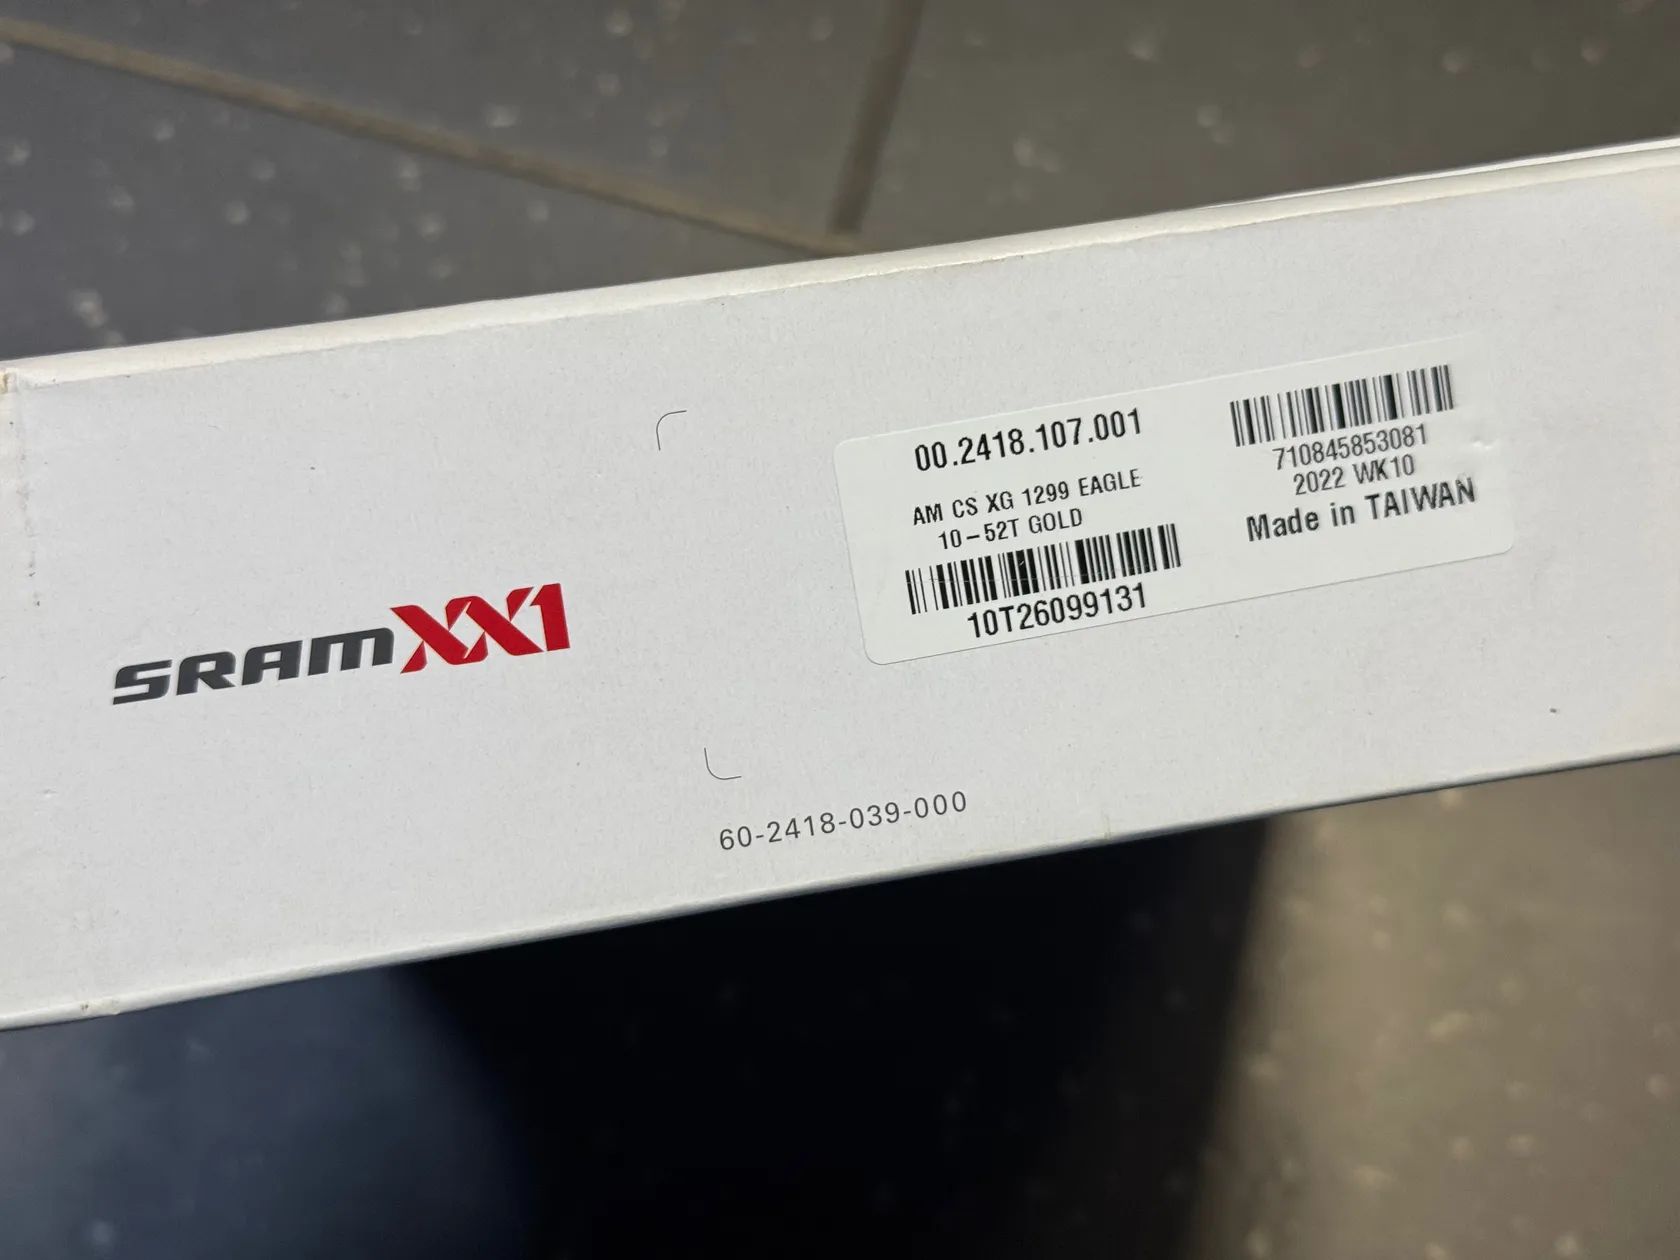 SRAM XX1
00.2418.107.001
AM CS XG 1299 EAGLE
10-52T GOLD
10T26099131
710845853081
2022 WK10
Made in TAIWAN
60-2418-039-000